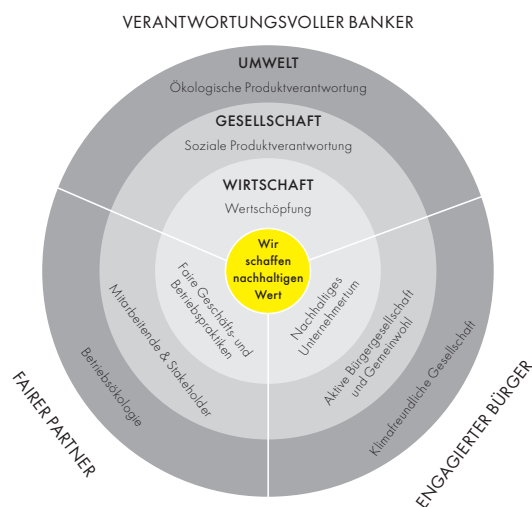 VERANTWORTUNGSVOLLER BANKER
UMWELT
Ökologische Produktverantwortung
GESELLSCHAFT
Soziale Produktverantwortung
WIRTSCHAFT
Wertschöpfung
Wir
schaffen
nachhaltigen
Wert
Faire Geschäfts- und
Betriebspraktiken
Mitarbeitende & Stakeholder
Betriebsökologie
FAIRER PARTNER
Nachhaltiges
Unternehmertum
Aktive Bürgergesellschaft
und Gemeinwohl
Klimafreundliche Gesellschaft
ENGAGIERTER BÜRGER